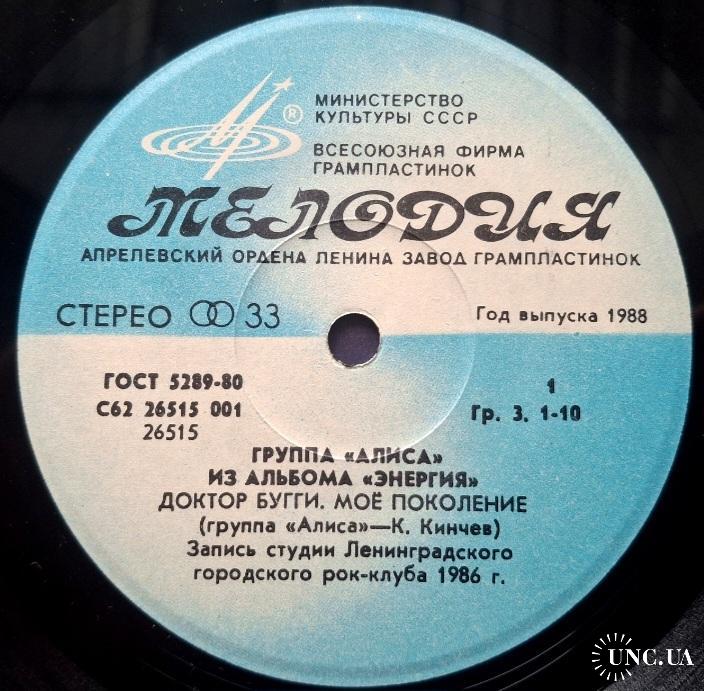 ®
МИНИСТЕРСТВО
КУЛЬТУРЫ СССР
ВСЕСОЮЗНАЯ ФИРМА
ГРАМПЛАСТИНОК
МЕЛОДИЯ
АПРЕЛЕВСКИЙ ОРДЕНА ЛЕНИНА ЗАВОД ГРАМПЛАСТИНОК
СТЕРЕО 33
Год выпуска 1988
ГОСТ 5289-80
С62 26515 001
26515
1
Гр. 3. 1-10
ГРУППА «АЛИСА»
ИЗ АЛЬБОМА «ЭНЕРГИЯ»
ДОКТОР БУГГИ. МОЁ ПОКОЛЕНИЕ
(группа «Алиса»—К. Кинчев)
Запись студии Ленинградского
городского рок-клуба 1986 г.
UNC.UA